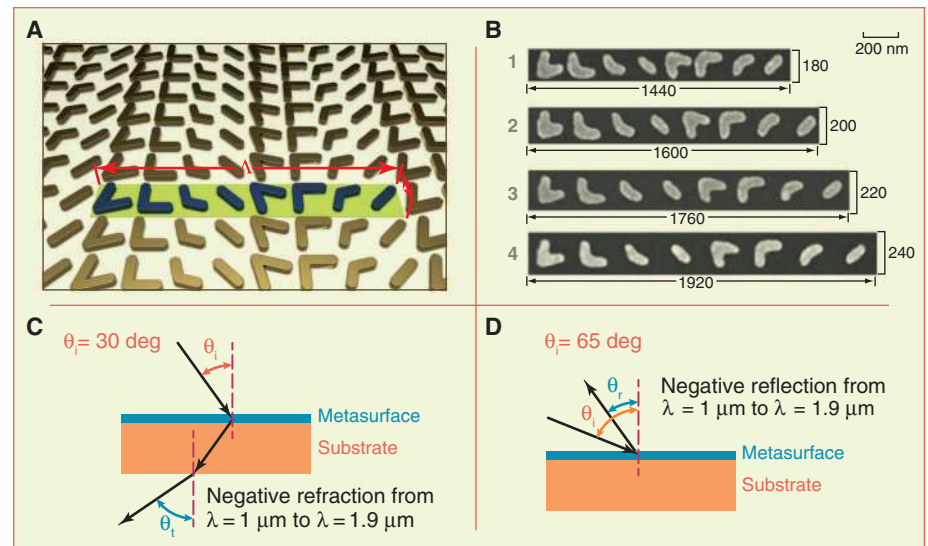 A
Λ
B
200 nm
1
180
1440
2
200
1600
3
220
1760
4
240
1920
C
θi= 30 deg
θi
Metasurface
Substrate
Negative refraction from
λ = 1 μm to λ = 1.9 μm
θt
D
θi= 65 deg
θr
θi
Negative reflection from
λ = 1 μm to λ = 1.9 μm
Metasurface
Substrate